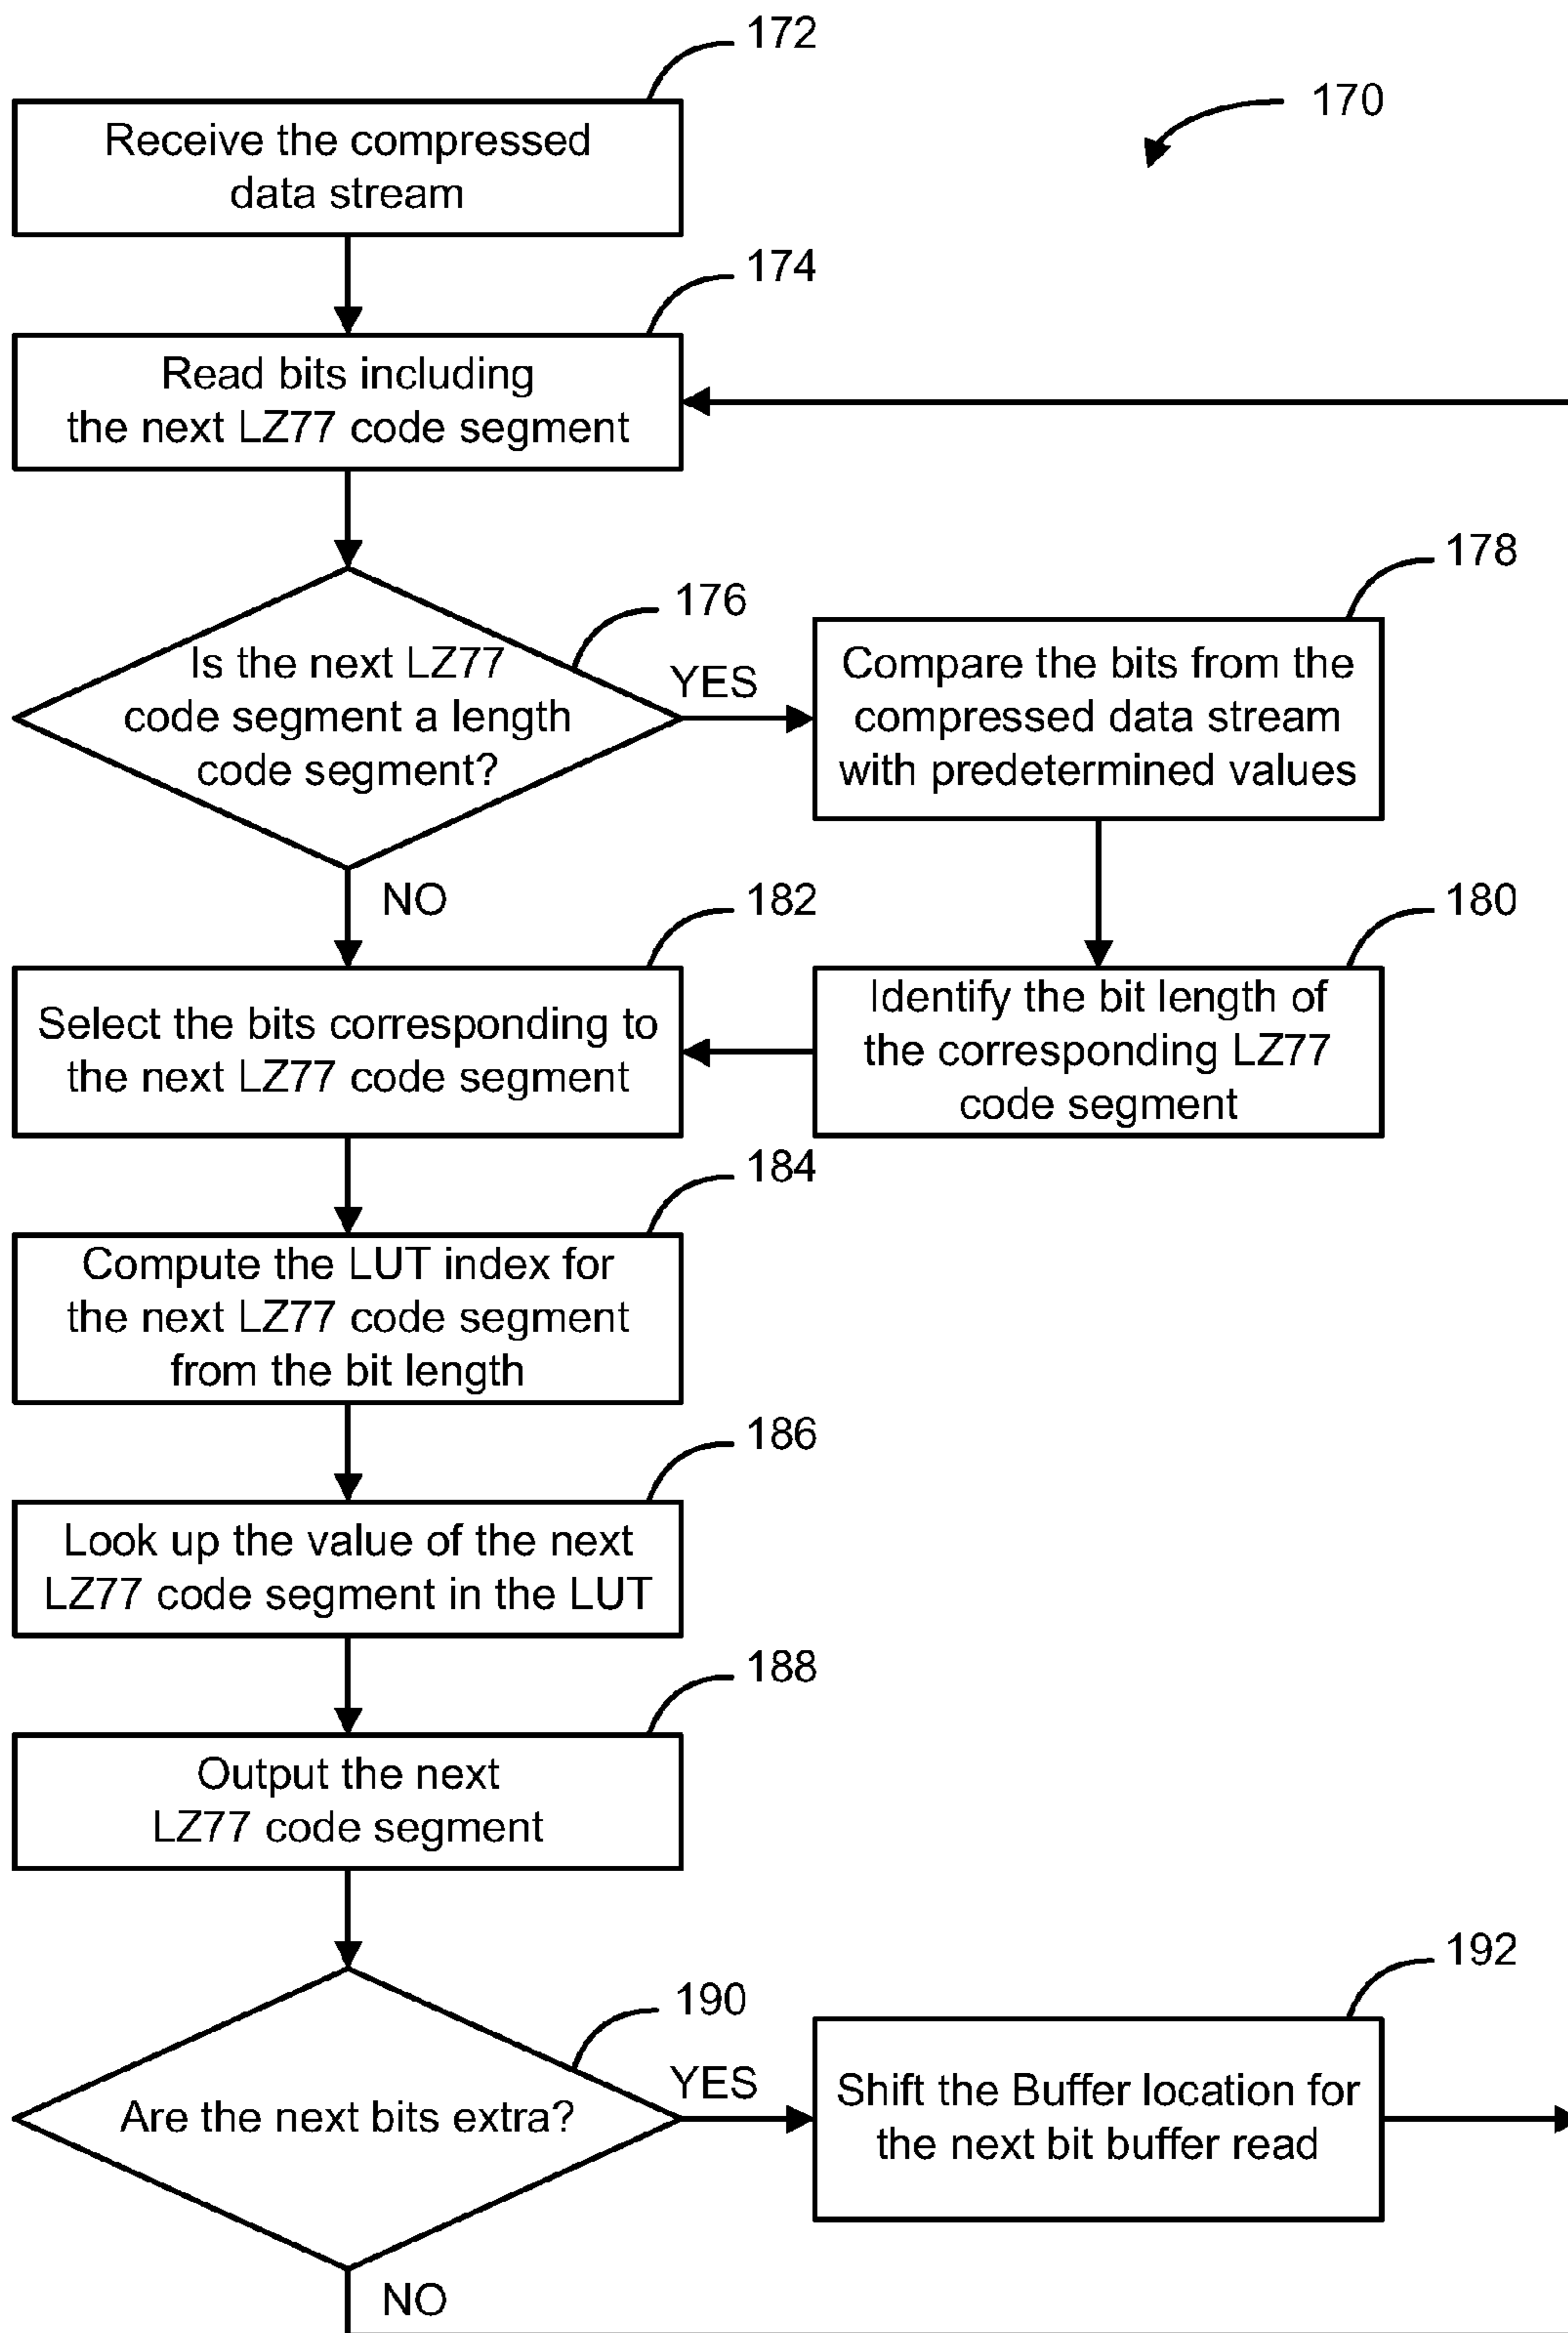 172
170
Receive the compressed
data stream
174
Read bits including
the next LZ77 code segment
176
178
Is the next LZ77
code segment a length
code segment?
YES
Compare the bits from the
compressed data stream
with predetermined values
NO
182
180
Select the bits corresponding to
the next LZ77 code segment
Identify the bit length of
the corresponding LZ77
code segment
184
Compute the LUT index for
the next LZ77 code segment
from the bit length
186
Look up the value of the next
LZ77 code segment in the LUT
188
Output the next
LZ77 code segment
190
192
Are the next bits extra?
YES
Shift the Buffer location for
the next bit buffer read
NO